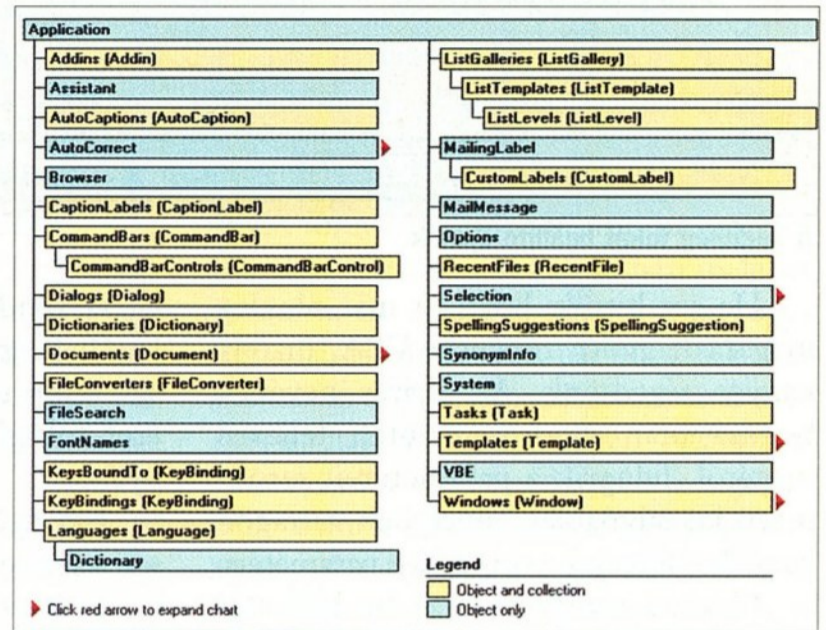 Application
Addins (Addin)
Assistant
AutoCaptions (AutoCaption)
AutoCorrect
Browser
CaptionLabels (CaptionLabel)
CommandBars (CommandBar)
CommandBarControls (CommandBarControl)
Dialogs (Dialog)
Dictionaries (Dictionary)
Documents (Document)
FileConverters (FileConverter)
FileSearch
FontNames
KeysBoundTo (KeyBinding)
KeyBindings (KeyBinding)
Languages (Language)
Dictionary
Click red arrow to expand chart
ListGalleries (ListGallery)
ListTemplates (ListTemplate)
ListLevels (ListLevel)
MailingLabel
CustomLabels (CustomLabel)
MailMessage
Options
RecentFiles (RecentFile)
Selection
SpellingSuggestions (SpellingSuggestion)
SynonymInfo
System
Tasks (Task)
Templates (Template)
VBE
Windows (Window)
Legend
Object and collection
Object only